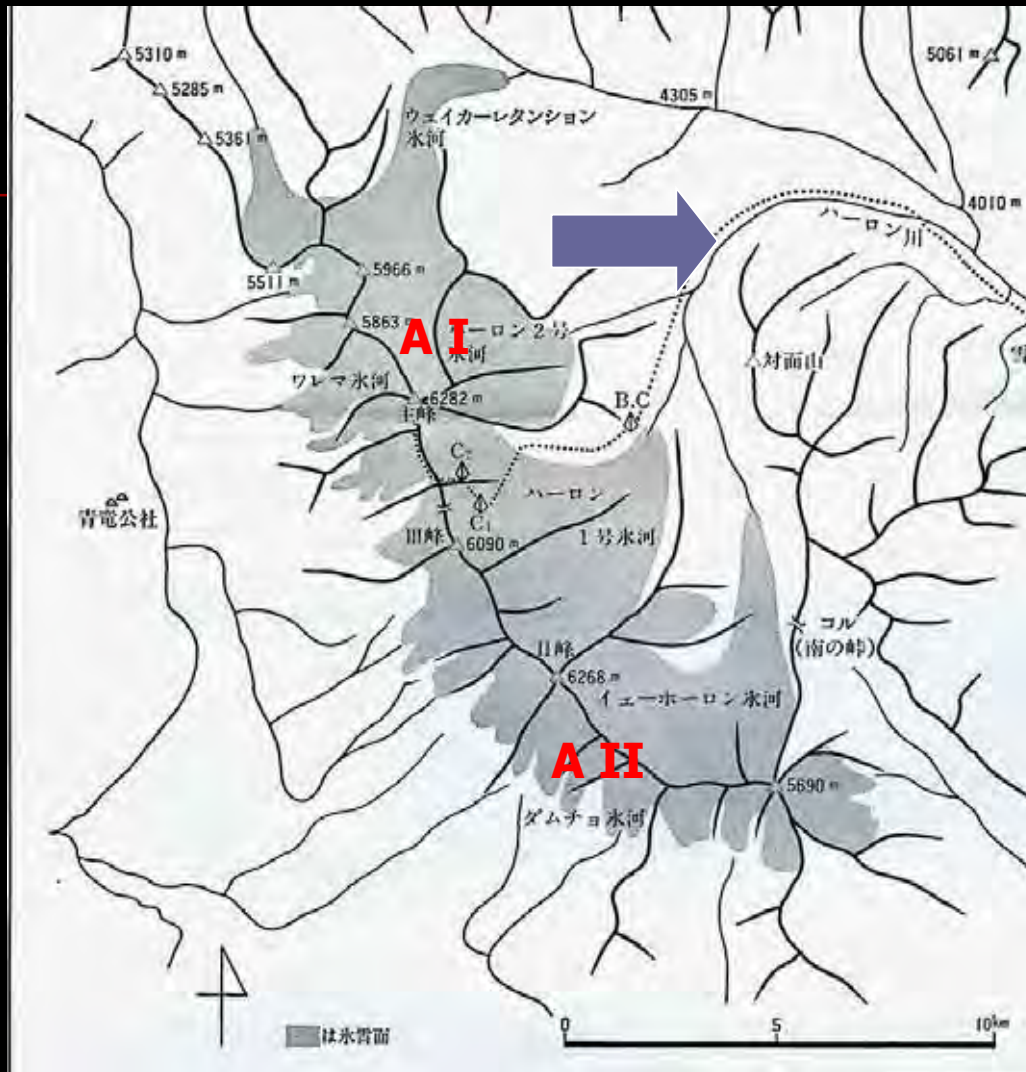 5310 m
5285 m
5361 m
5061 m
4305 m
ウェイカーレタンション
氷河
4010 m
ハーロン川
5511 m
5966 m
5863 m
A I
ーロン2号
氷河
対面山
ワレマ氷河
6282 m
主峰
B.C
C2
C1
ハーロン
1号氷河
青電公社
III峰
6090 m
コル
(南の峠)
II峰
6268 m
イェーホーロン氷河
A II
5690 m
ダムチョ氷河
は氷雪面
0 5 10km